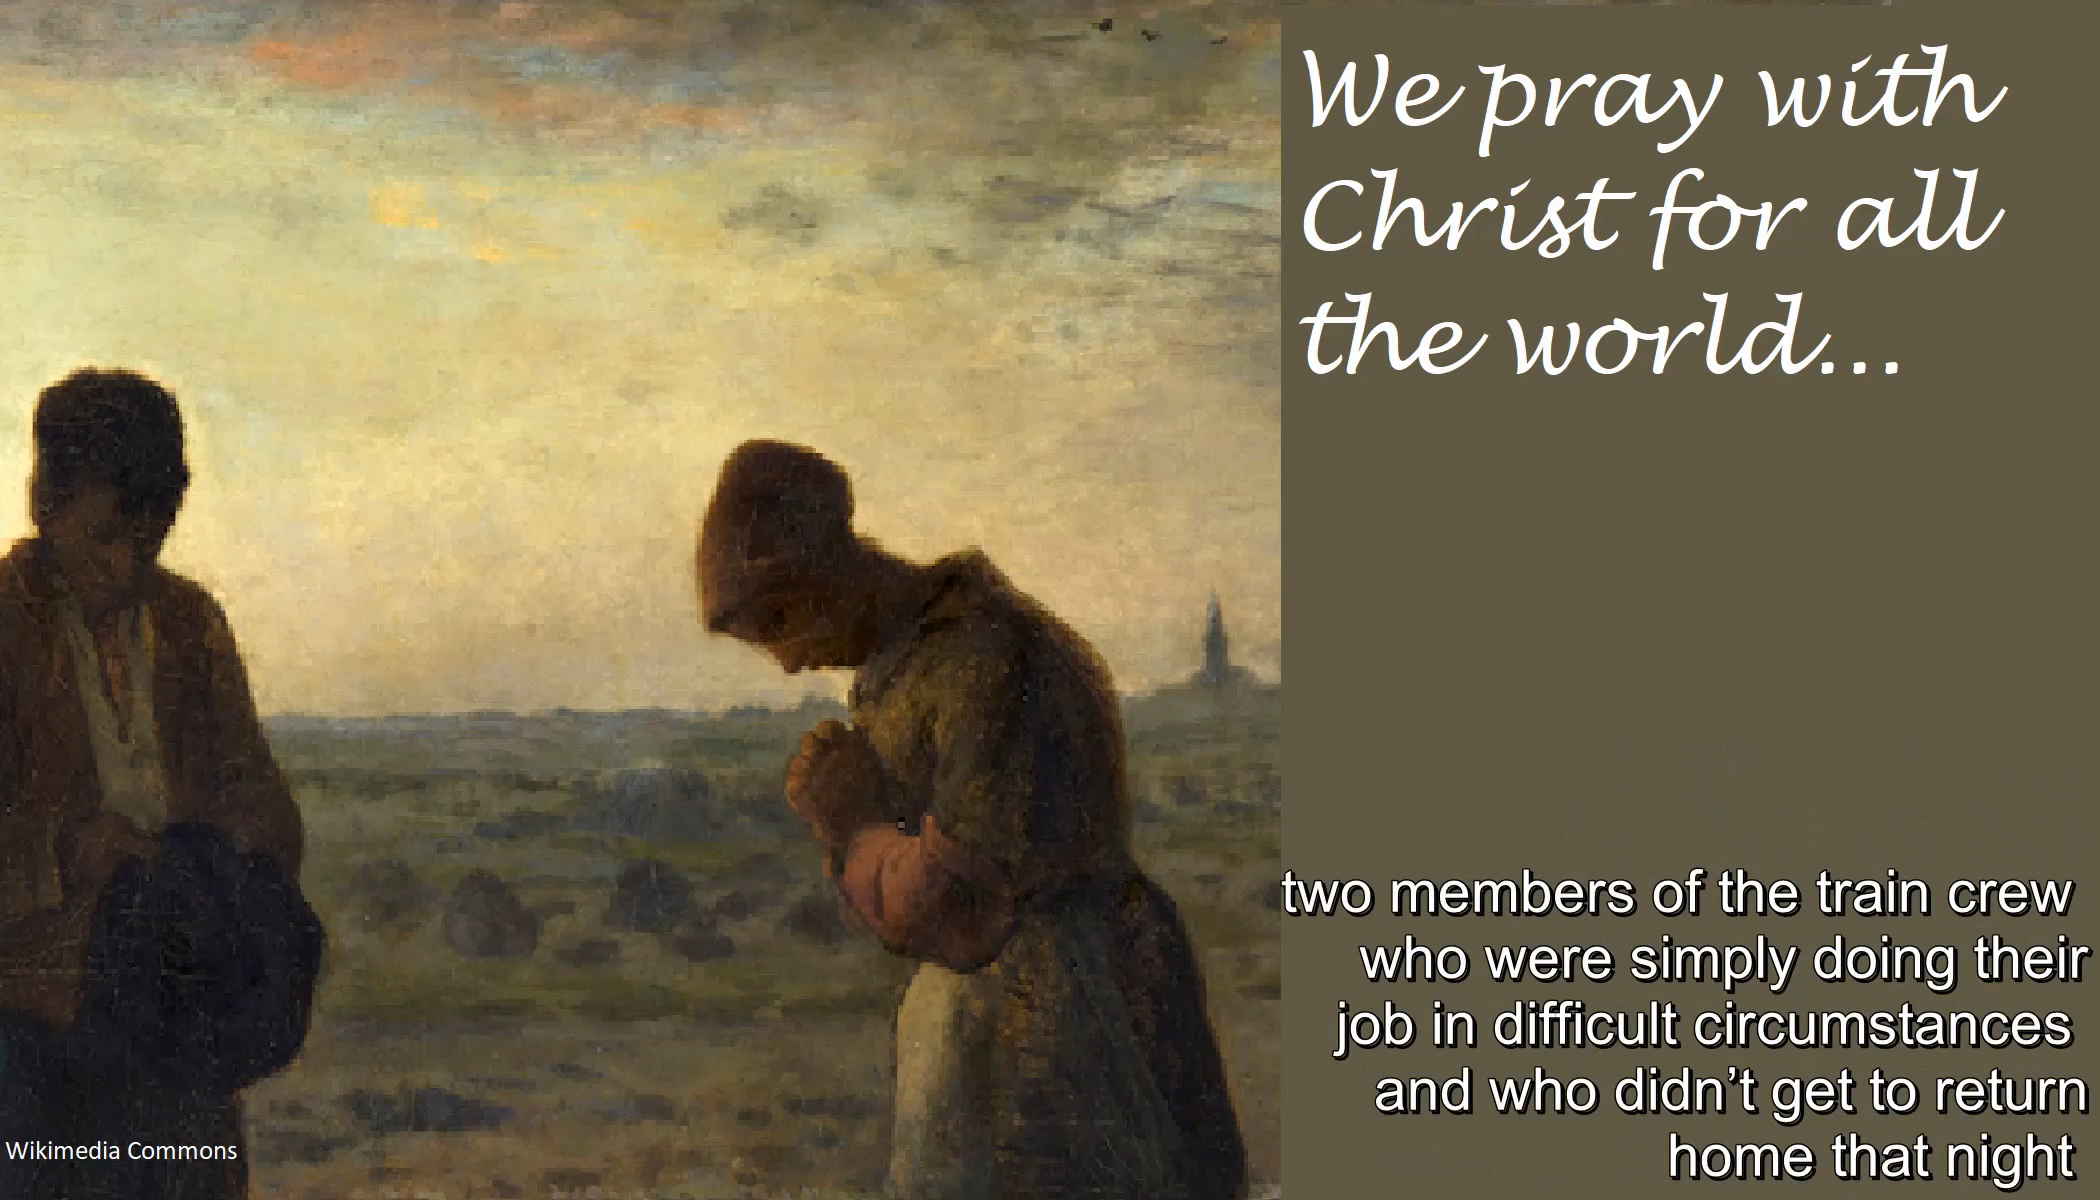 We pray with
Christ for all
the world...
two members of the train crew
who were simply doing their
job in difficult circumstances
and who didn’t get to return
home that night
Wikimedia Commons